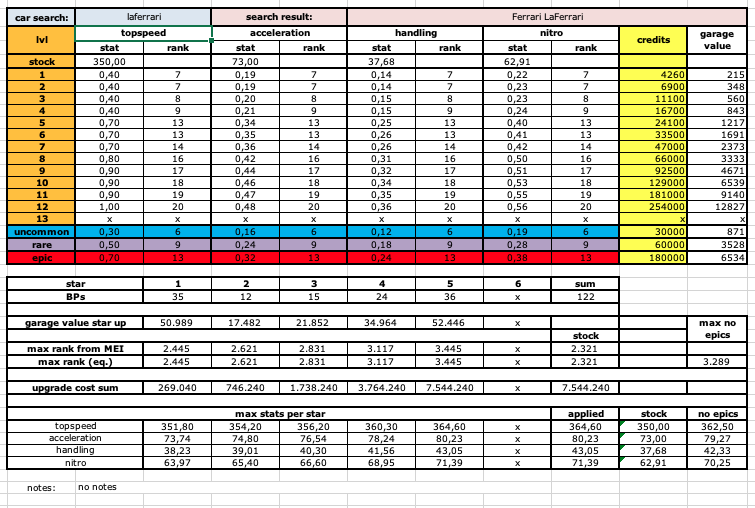 car search: laferrari search result: Ferrari LaFerrari
lvl topspeed acceleration handling nitro credits garage value
stat rank stat rank stat rank stat rank
stock 350,00 73,00 37,68 62,91
1 0,40 7 0,19 7 0,14 7 0,22 7 4260 215
2 0,40 7 0,19 7 0,14 7 0,23 7 6900 348
3 0,40 8 0,20 8 0,15 8 0,23 8 11100 560
4 0,40 9 0,21 9 0,15 9 0,24 9 16700 843
5 0,70 13 0,34 13 0,25 13 0,40 13 24100 1217
6 0,70 13 0,35 13 0,26 13 0,41 13 33500 1691
7 0,70 14 0,36 14 0,26 14 0,42 14 47000 2373
8 0,80 16 0,42 16 0,31 16 0,50 16 66000 3333
9 0,90 17 0,44 17 0,32 17 0,51 17 92500 4671
10 0,90 18 0,46 18 0,34 18 0,53 18 129000 6539
11 0,90 19 0,47 19 0,35 19 0,55 19 181000 9140
12 1,00 20 0,48 20 0,36 20 0,56 20 254000 12827
13 x x x x x x x x x x
uncommon 0,30 6 0,16 6 0,12 6 0,19 6 30000 871
rare 0,50 9 0,24 9 0,18 9 0,28 9 60000 3528
epic 0,70 13 0,32 13 0,24 13 0,38 13 180000 6534
star 1 2 3 4 5 6 sum
BPs 35 12 15 24 36 x 122
garage value star up 50.989 17.482 21.852 34.964 52.446 x max no epics
stock
max rank from MEI 2.445 2.621 2.831 3.117 3.445 x 2.321
max rank (eq.) 2.445 2.621 2.831 3.117 3.445 x 2.321 3.289
upgrade cost sum 269.040 746.240 1.738.240 3.764.240 7.544.240 x 7.544.240
max stats per star applied stock no epics
topspeed 351,80 354,20 356,20 360,30 364,60 x 364,60 350,00 362,50
acceleration 73,74 74,80 76,54 78,24 80,23 x 80,23 73,00 79,27
handling 38,23 39,01 40,30 41,56 43,05 x 43,05 37,68 42,33
nitro 63,97 65,40 66,60 68,95 71,39 x 71,39 62,91 70,25
notes: no notes